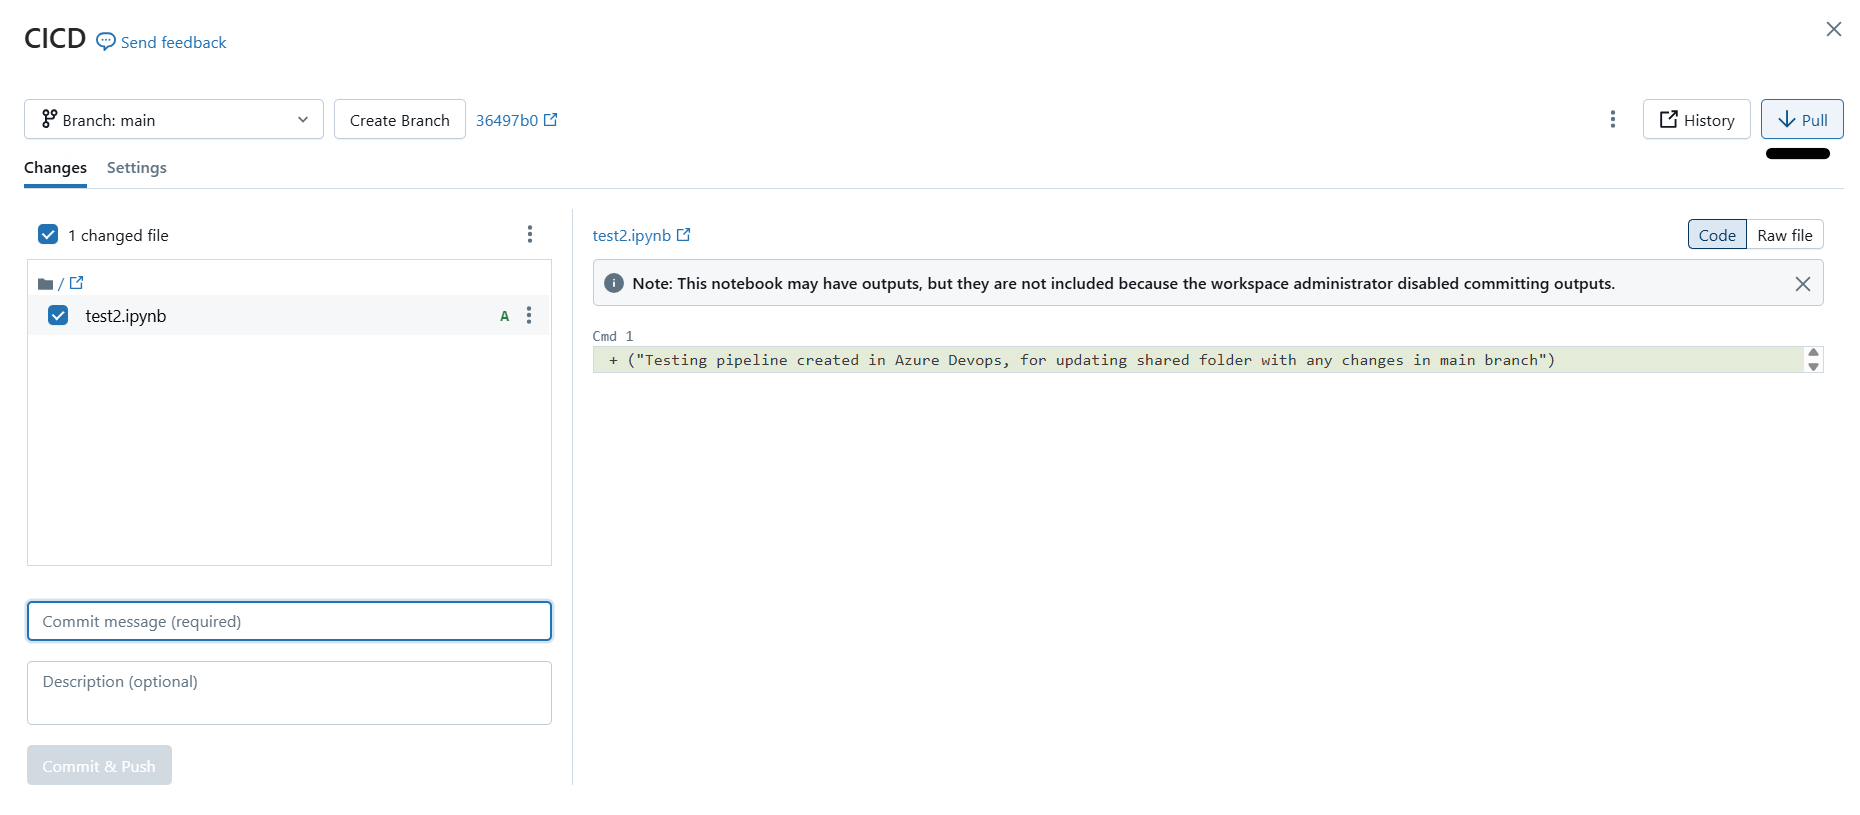 CICD Send feedback
Branch: main Create Branch 36497b0 History Pull
Changes Settings
1 changed file
/
test2.ipynb A
Commit message (required)
Description (optional)
Commit & Push
test2.ipynb Code Raw file
Note: This notebook may have outputs, but they are not included because the workspace administrator disabled committing outputs.
Cmd 1
+ ("Testing pipeline created in Azure Devops, for updating shared folder with any changes in main branch")